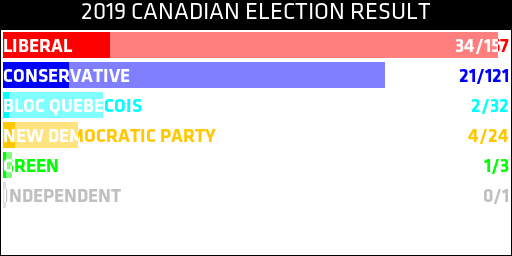 2019 CANADIAN ELECTION RESULT
LIBERAL 34/157
CONSERVATIVE 21/121
BLOC QUEBECOIS 2/32
NEW DEMOCRATIC PARTY 4/24
GREEN 1/3
INDEPENDENT 0/1